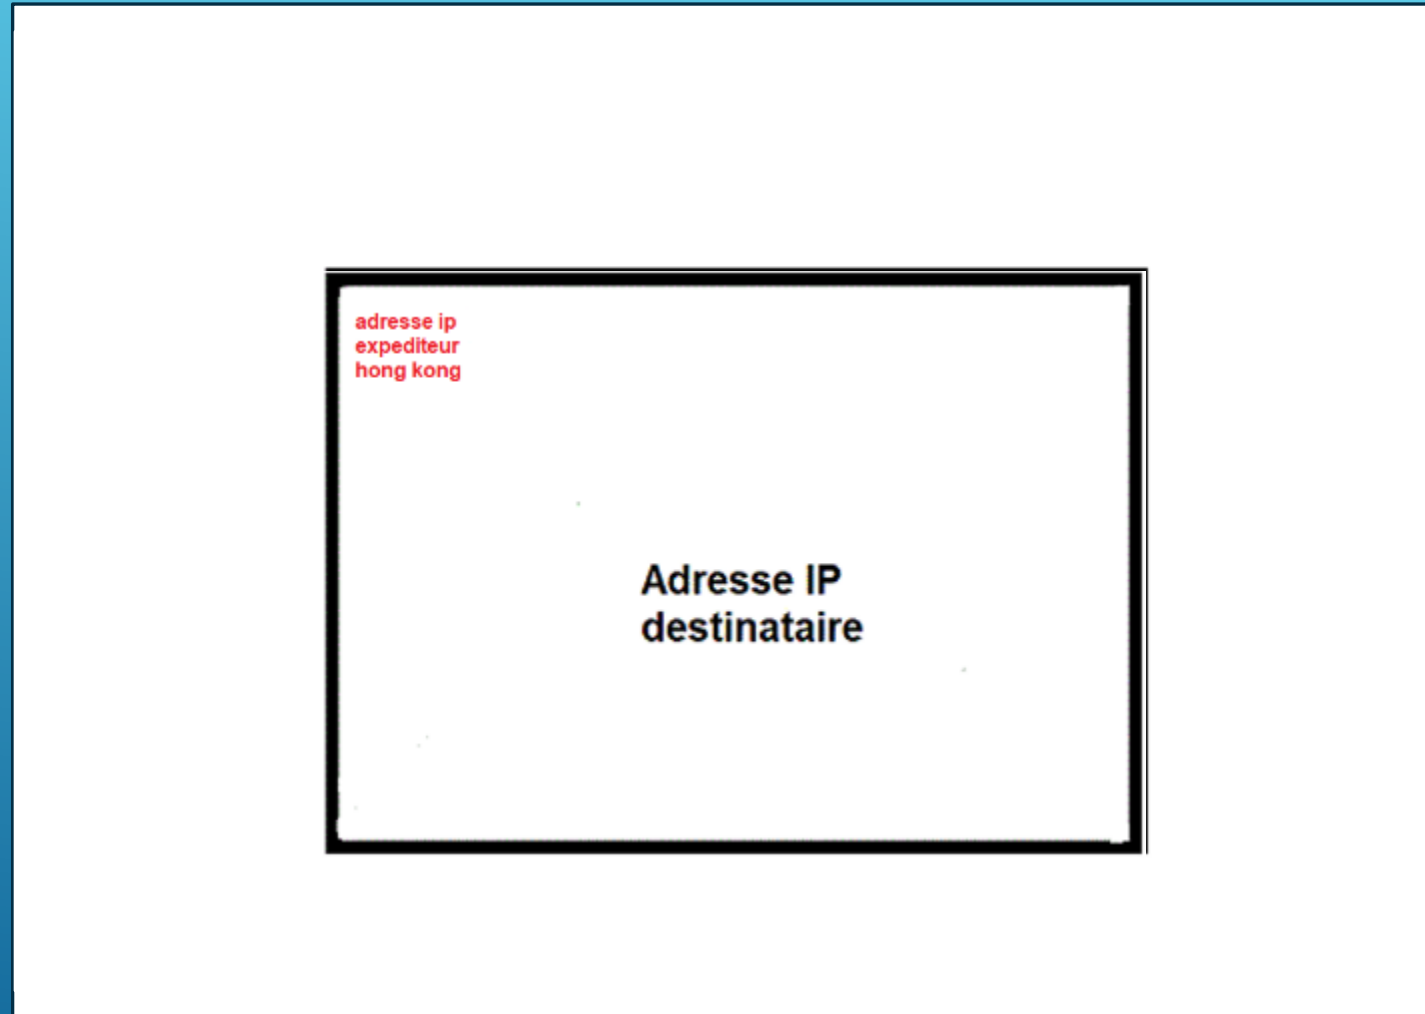 adresse ip
expediteur
hong kong
Adresse IP
destinataire